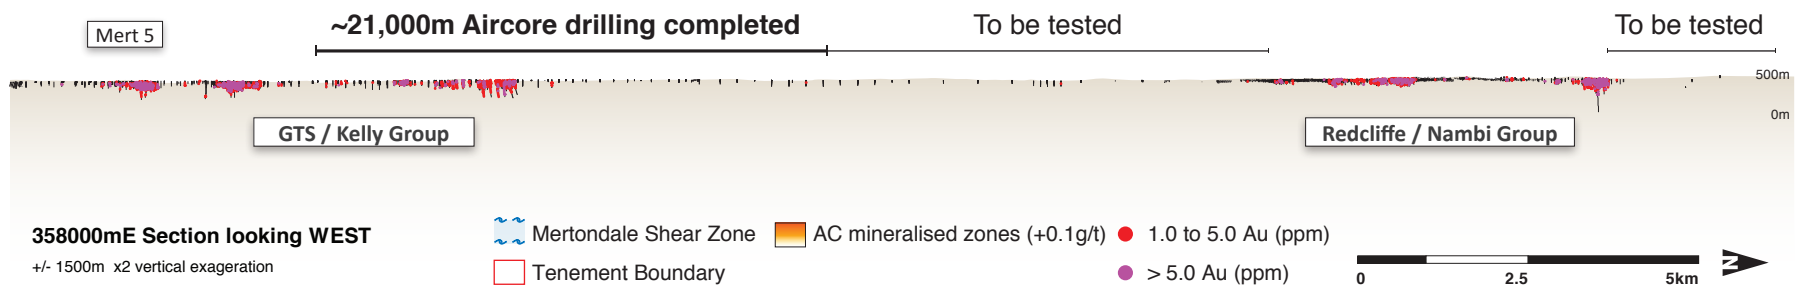 Mert 5
~21,000m Aircore drilling completed
To be tested
To be tested
500m
0m
GTS / Kelly Group
Redcliffe / Nambi Group
358000mE Section looking WEST
+/- 1500m x2 vertical exageration
Mertondale Shear Zone
Tenement Boundary
AC mineralised zones (+0.1g/t)
1.0 to 5.0 Au (ppm)
> 5.0 Au (ppm)
0 2.5 5km
N